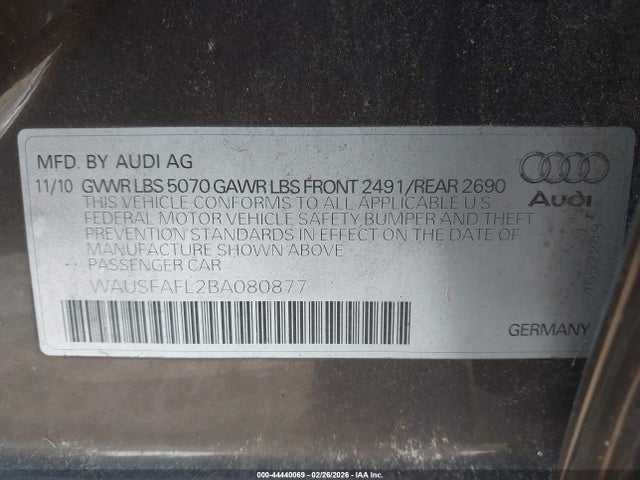 MFD. BY AUDI AG
11/10 GVWR LBS 5070 GAWR LBS FRONT 2491/REAR 2690
THIS VEHICLE CONFORMS TO ALL APPLICABLE U.S
FEDERAL MOTOR VEHICLE SAFETY BUMPER AND THEFT
PREVENTION STANDARDS IN EFFECT ON THE DATE OF
MANUFACTURE SHOWN ABOVE
PASSENGER CAR
WAUSFAFL2BA080877
Audi
GERMANY
000-44440069 - 02/26/2026 - IAA Inc.